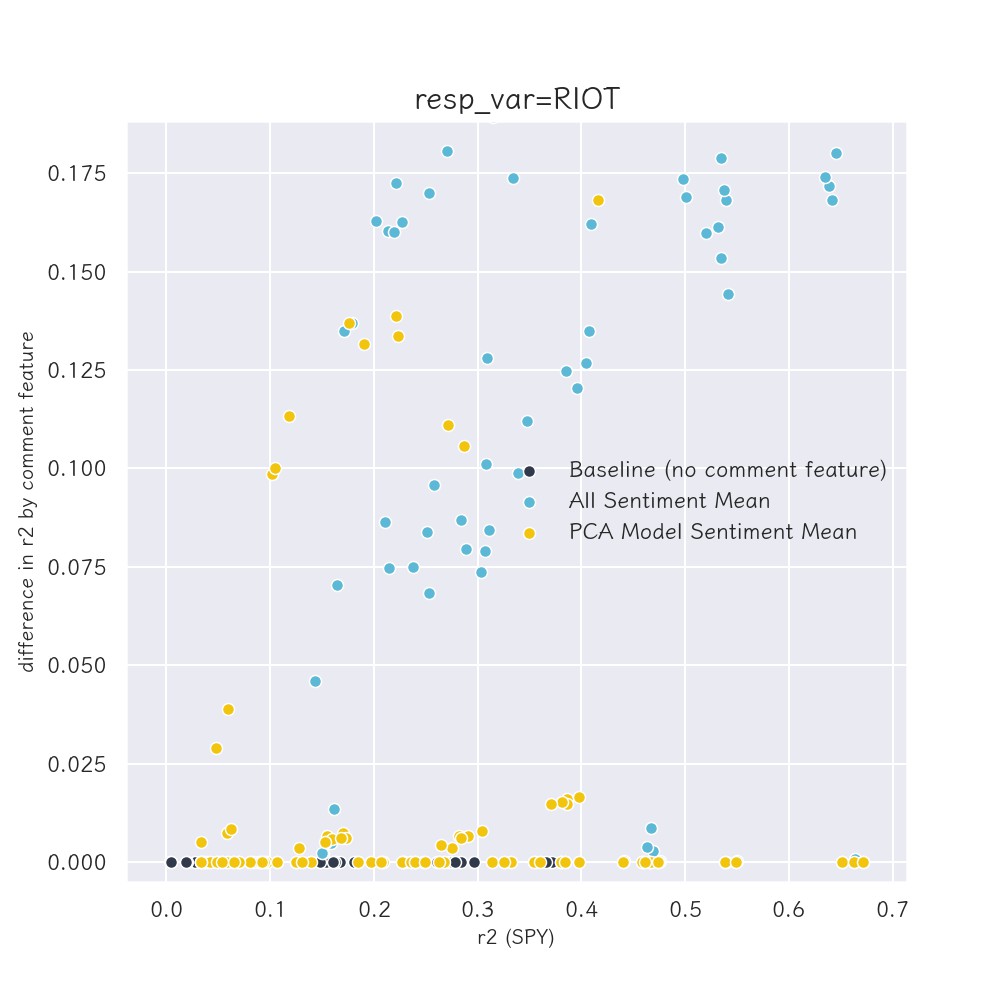 resp_var=RIOT
difference in r2 by comment feature
0.175
0.150
0.125
0.100
0.075
0.050
0.025
0.000
Baseline (no comment feature)
All Sentiment Mean
PCA Model Sentiment Mean
0.0 0.1 0.2 0.3 0.4 0.5 0.6 0.7
r2 (SPY)